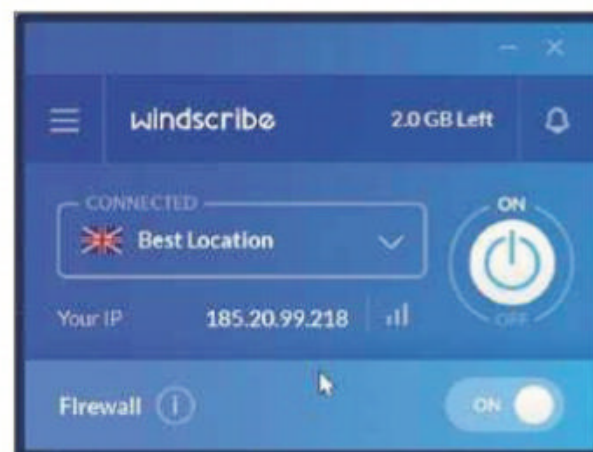 windscribe 2.0 GB Left
CONNECTED
ON
Best Location
Your IP 185.20.99.218
OFF
Firewall i
ON